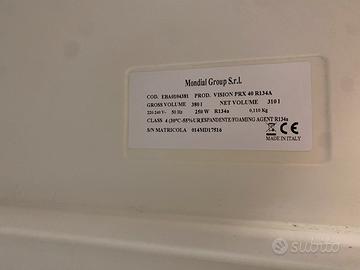 Mondial Group S.r.l.
COD. EBA0104381 PROD. VISION PRX 40 R134A
GROSS VOLUME 380 l NET VOLUME 310 l
220-240 V- 50 Hz 250 W R134a 0,110 Kg
CLASS 4 (30°C-55%UR)ESPANDENTE/FOAMING AGENT R134a
S/N MATRICOLA 014MD17516
CE
MADE IN ITALY
subito